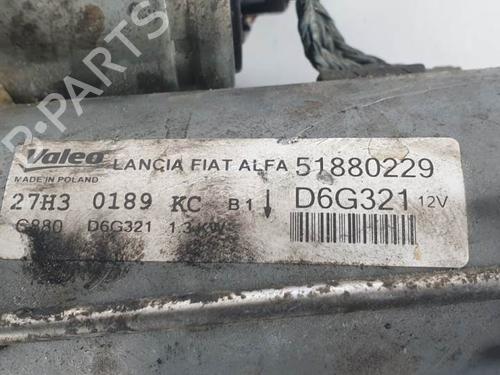 B-PARTS
Valeo LANCIA FIAT ALFA 51880229
MADE IN POLAND
27H3 0189 KC B1 D6G321 12V
C880 D6G321 1.3 KW